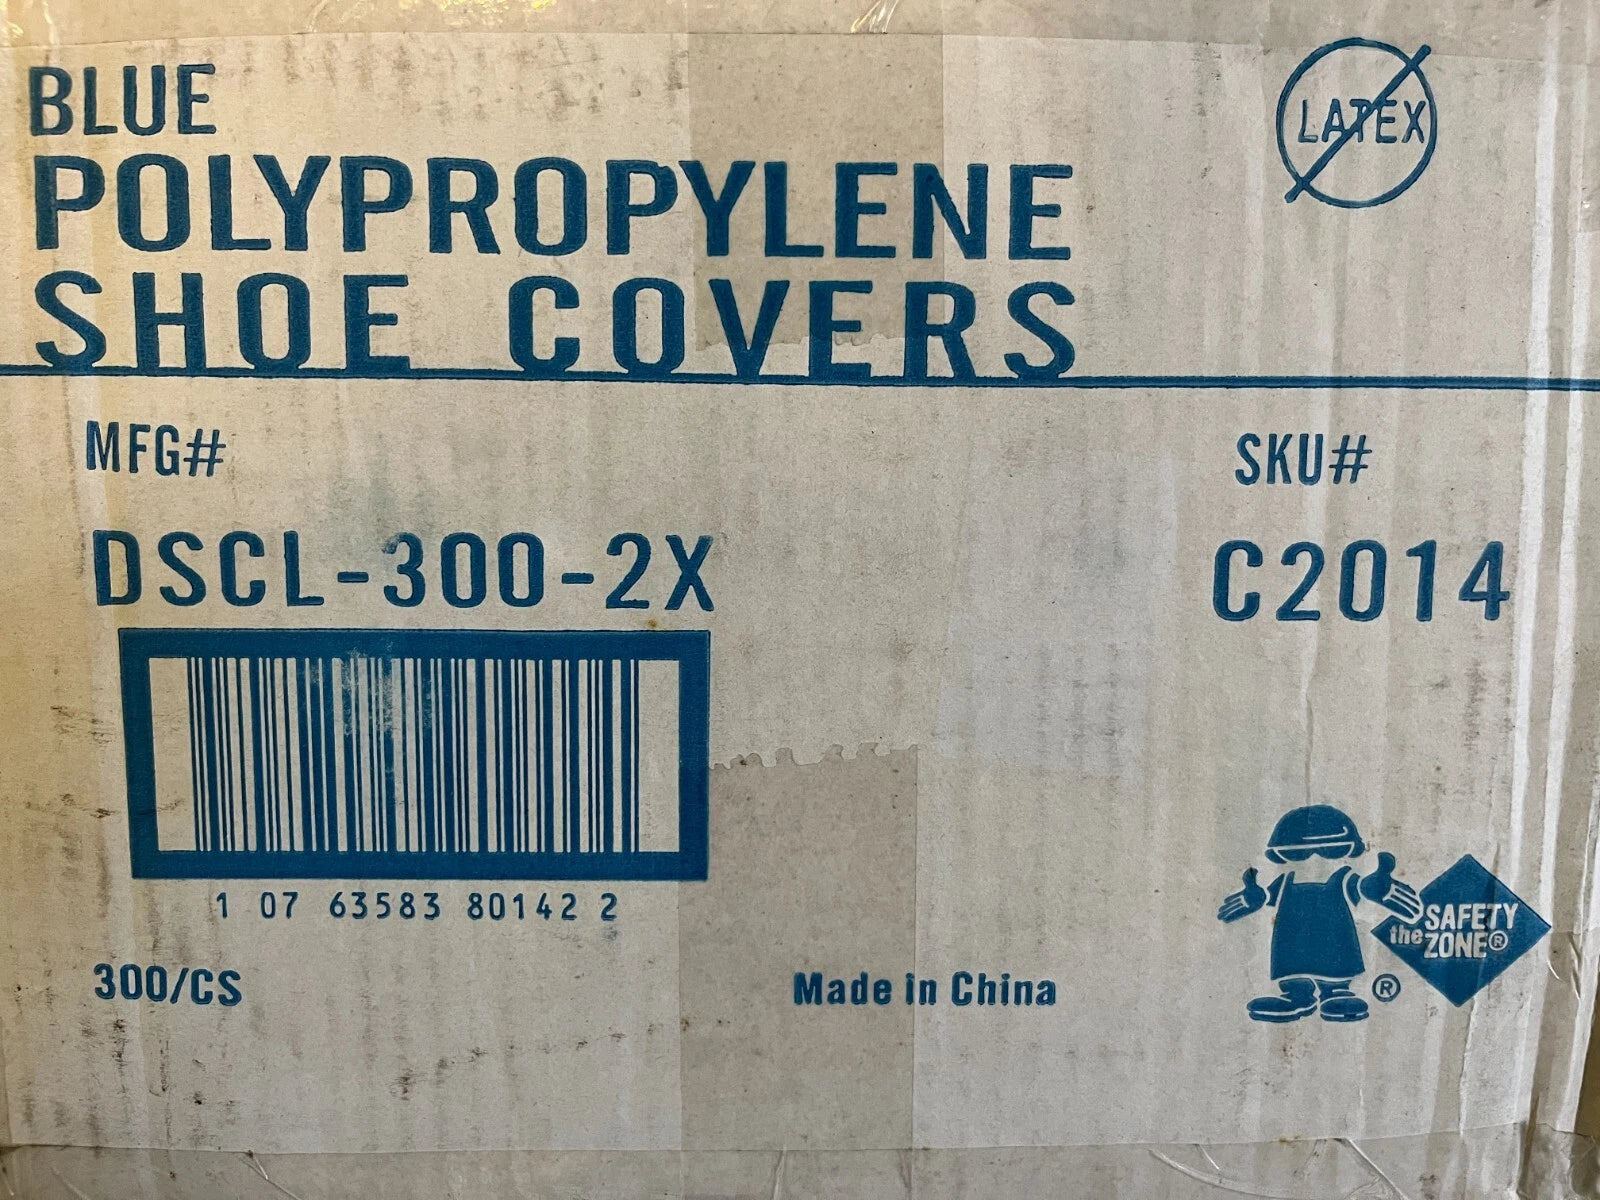 BLUE
POLYPROPYLENE
SHOE COVERS
LATEX
MFG#
SKU#
DSCL-300-2X
C2014
1 07 63583 80142 2
300/CS
Made in China
®
SAFETY
the ZONE®